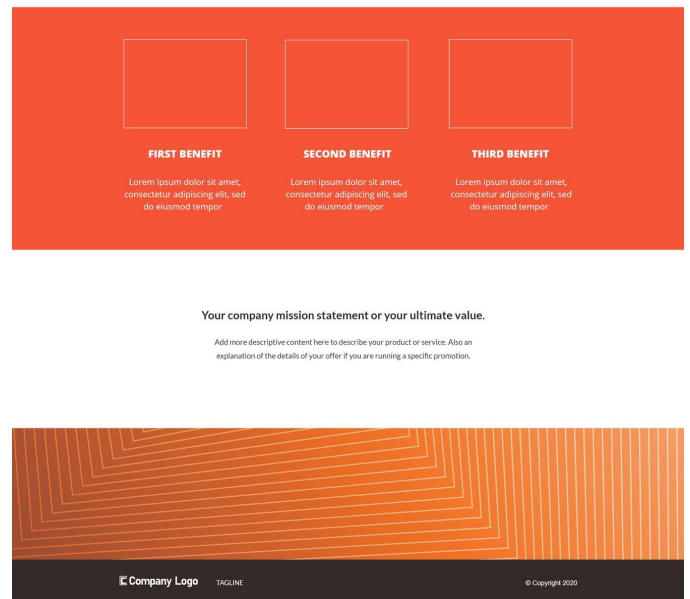 FIRST BENEFIT
Lorem ipsum dolor sit amet,
consectetur adipiscing elit, sed
do eiusmod tempor
SECOND BENEFIT
Lorem ipsum dolor sit amet,
consectetur adipiscing elit, sed
do eiusmod tempor
THIRD BENEFIT
Lorem ipsum dolor sit amet,
consectetur adipiscing elit, sed
do eiusmod tempor
Your company mission statement or your ultimate value.
Add more descriptive content here to describe your product or service. Also an
explanation of the details of your offer if you are running a specific promotion.
Company Logo
TAGLINE
© Copyright 2020